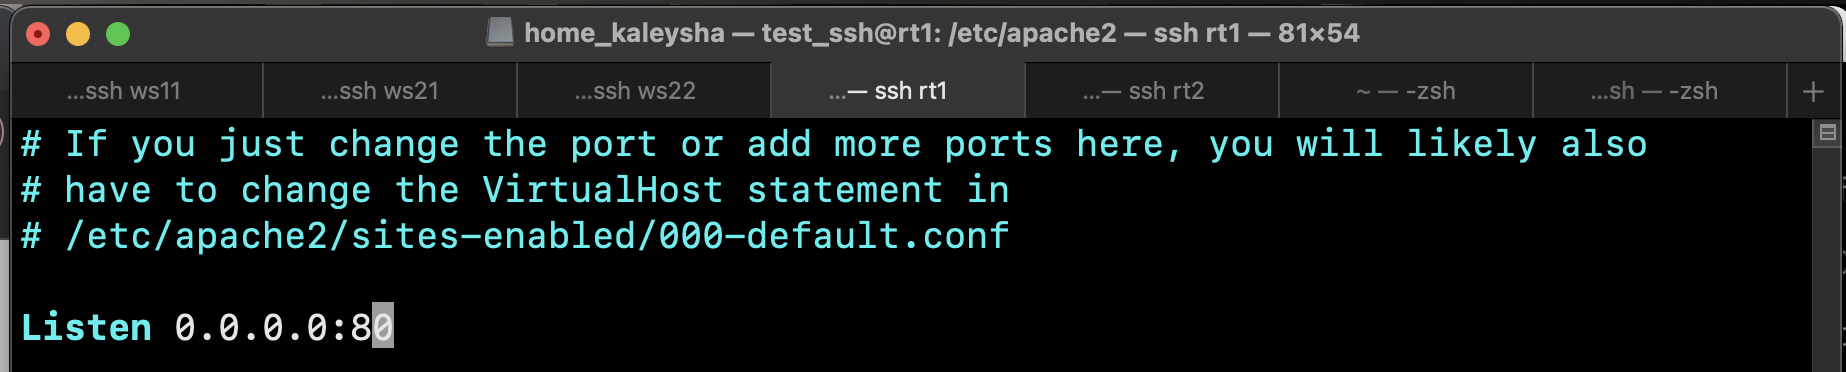 home_kaleysha — test_ssh@rt1: /etc/apache2 — ssh rt1 — 81×54
...ssh ws11 ...ssh ws21 ...ssh ws22 ...— ssh rt1 ...— ssh rt2 ~ — -zsh ...sh — -zsh +
# If you just change the port or add more ports here, you will likely also
# have to change the VirtualHost statement in
# /etc/apache2/sites-enabled/000-default.conf
Listen 0.0.0.0:80